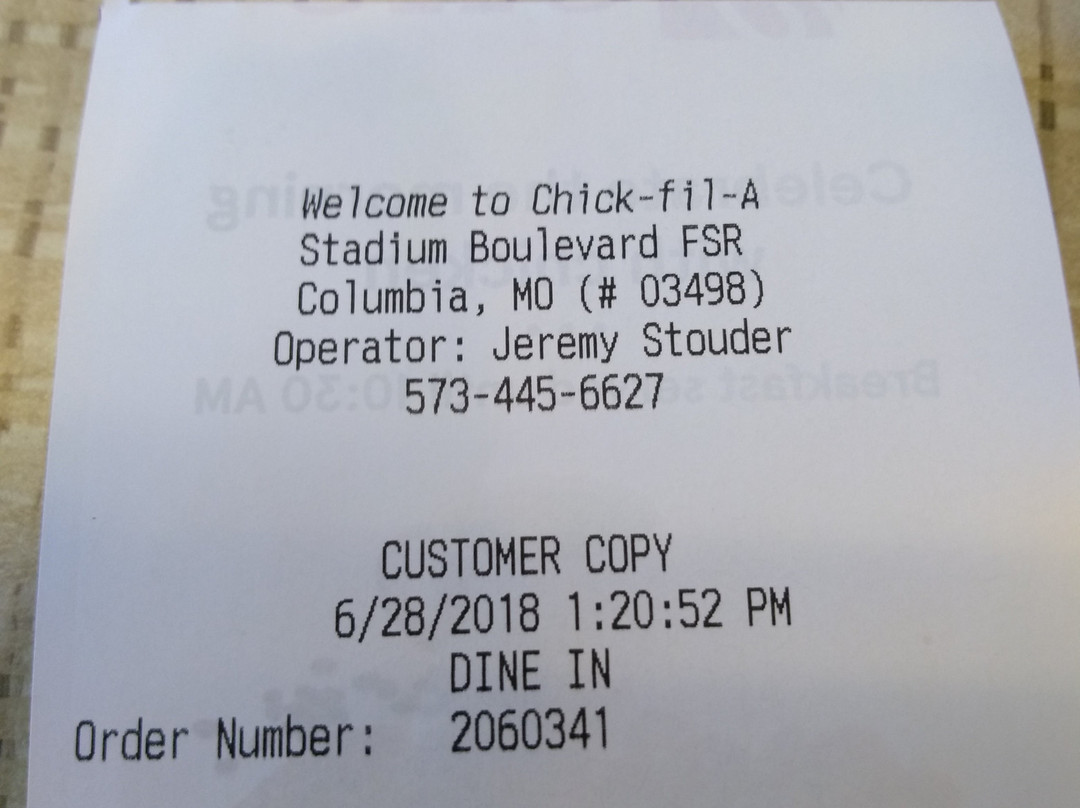 Welcome to Chick-fil-A
Stadium Boulevard FSR
Columbia, MO (# 03498)
Operator: Jeremy Stouder
573-445-6627
CUSTOMER COPY
6/28/2018 1:20:52 PM
DINE IN
Order Number: 2060341